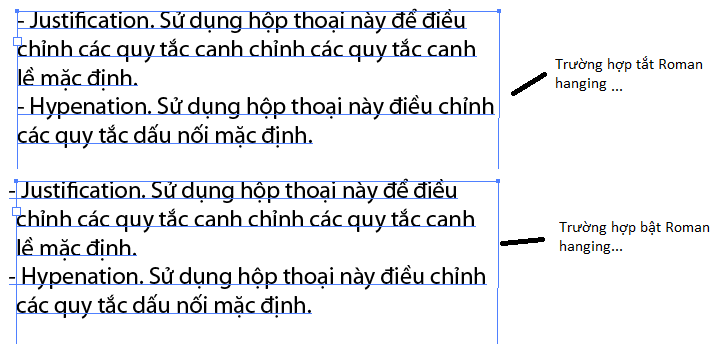 - Justification. Sử dụng hộp thoại này để điều
chỉnh các quy tắc canh chỉnh các quy tắc canh
lề mặc định.
- Hypenation. Sử dụng hộp thoại này điều chỉnh
các quy tắc dấu nối mặc định.
Trường hợp tắt Roman
hanging ...
- Justification. Sử dụng hộp thoại này để điều
chỉnh các quy tắc canh chỉnh các quy tắc canh
lề mặc định.
- Hypenation. Sử dụng hộp thoại này điều chỉnh
các quy tắc dấu nối mặc định.
Trường hợp bật Roman
hanging...